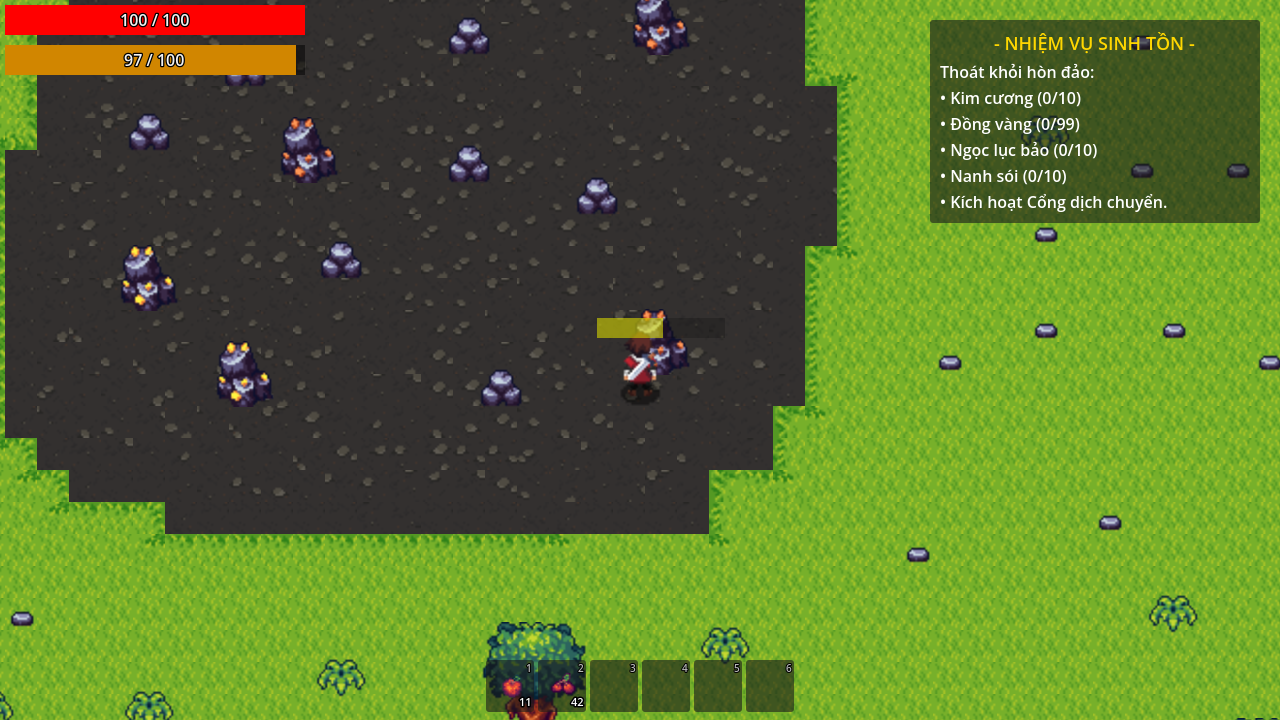 100 / 100
97 / 100
- NHIỆM VỤ SINH TỒN -
Thoát khỏi hòn đảo:
• Kim cương (0/10)
• Đồng vàng (0/99)
• Ngọc lục bảo (0/10)
• Nanh sói (0/10)
• Kích hoạt Cổng dịch chuyển.
1 2 3 4 5 6
11 42